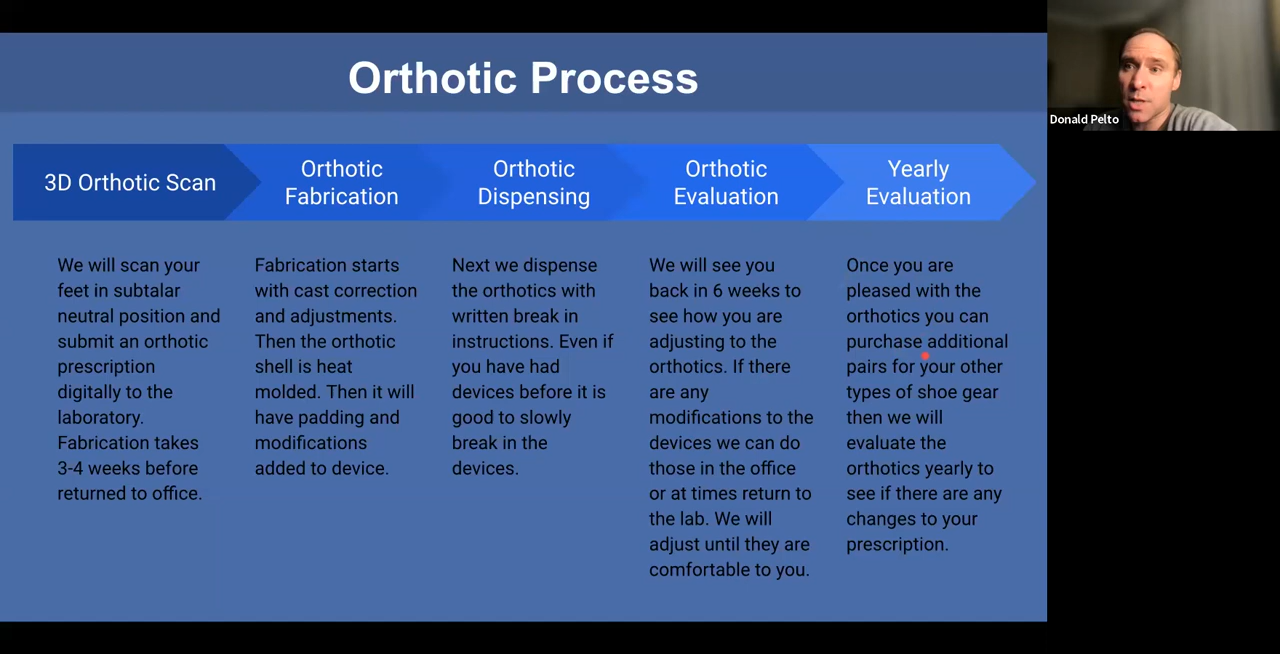 Orthotic Process
3D Orthotic Scan
Orthotic
Fabrication
Orthotic
Dispensing
Orthotic
Evaluation
Yearly
Evaluation
We will scan your
feet in subtalar
neutral position and
submit an orthotic
prescription
digitally to the
laboratory.
Fabrication takes
3-4 weeks before
returned to office.
Fabrication starts
with cast correction
and adjustments.
Then the orthotic
shell is heat
molded. Then it will
have padding and
modifications
added to device.
Next we dispense
the orthotics with
written break in
instructions. Even if
you have had
devices before it is
good to slowly
break in the
devices.
We will see you
back in 6 weeks to
see how you are
adjusting to the
orthotics. If there
are any
modifications to the
devices we can do
those in the office
or at times return to
the lab. We will
adjust until they are
comfortable to you.
Once you are
pleased with the
orthotics you can
purchase additional
pairs for your other
types of shoe gear
then we will
evaluate the
orthotics yearly to
see if there are any
changes to your
prescription.
Donald Pelto